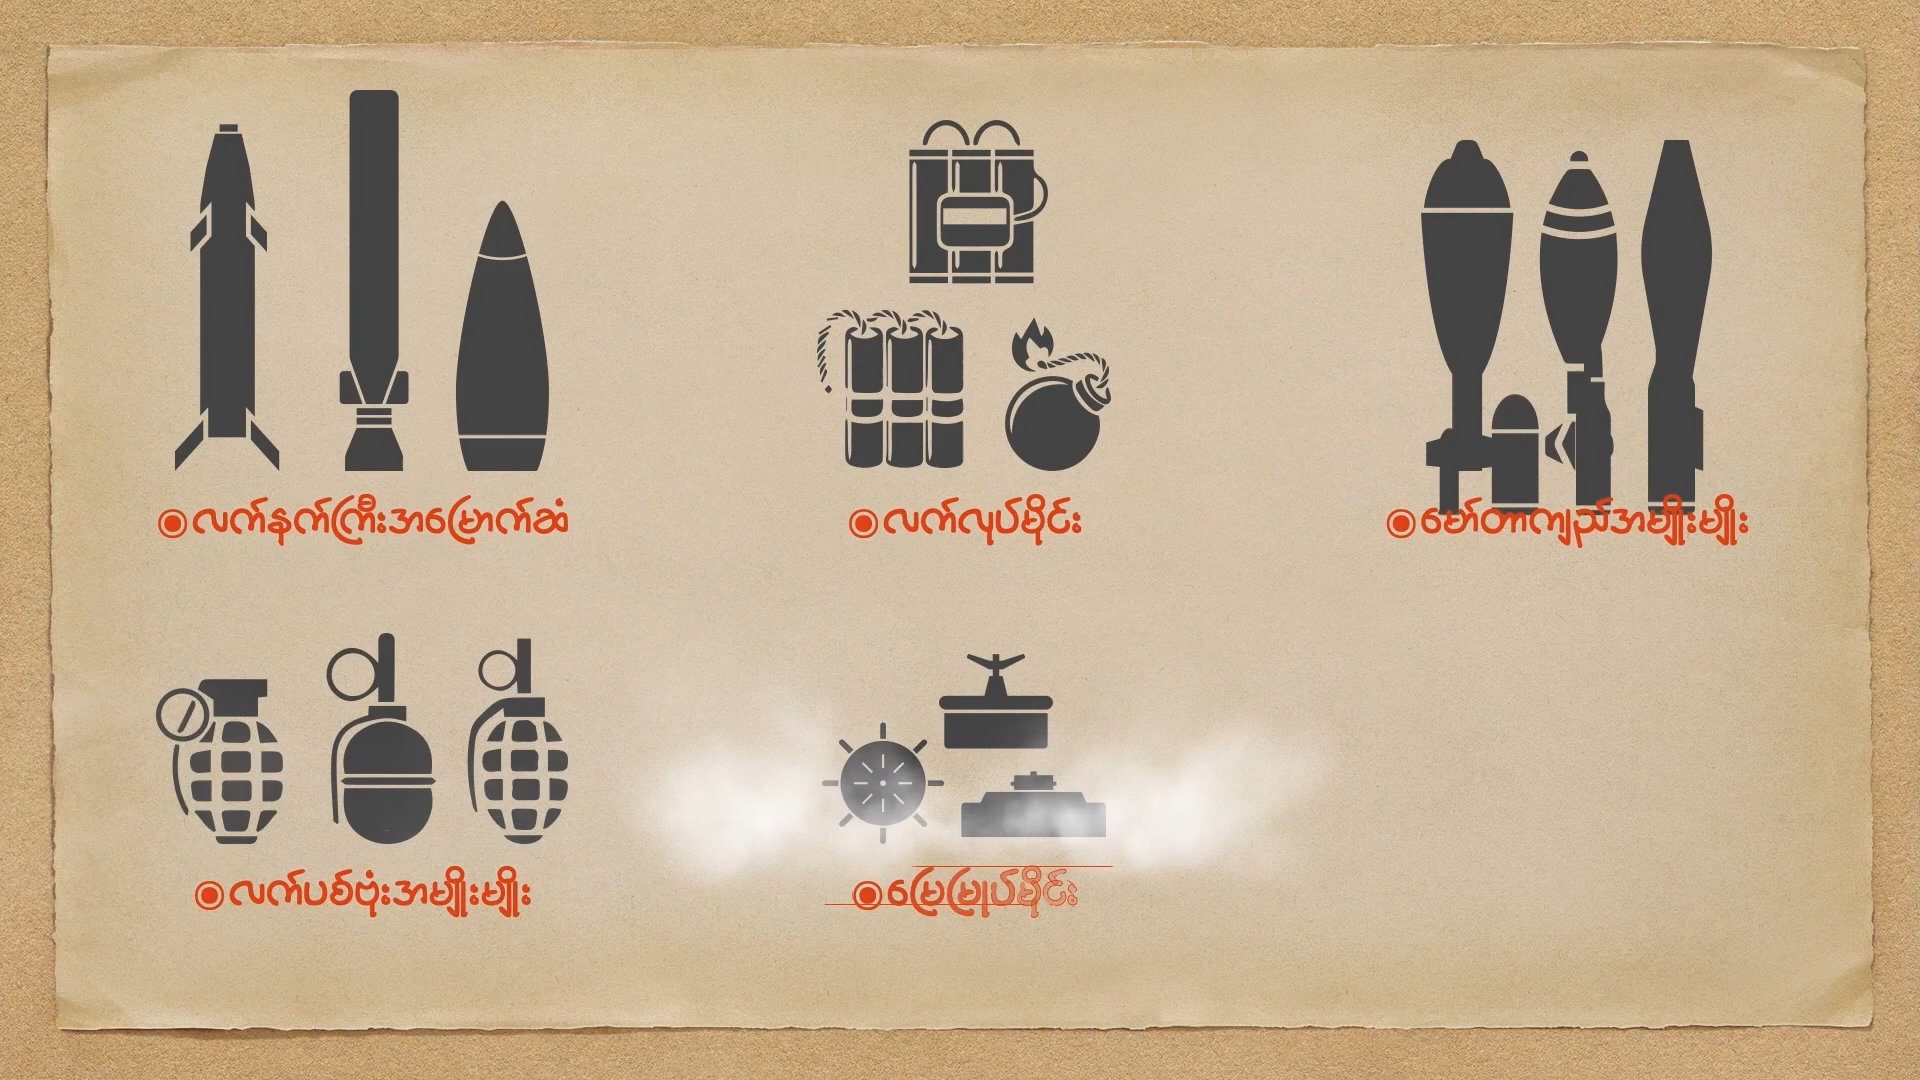 ◉လက်နက်ကြီးအမြောက်ဆံ
◉လက်လုပ်မိုင်း
◉မော်တာကျည်အမျိုးမျိုး
◉လက်ပစ်ဗုံးအမျိုးမျိုး
◉မြေမြှုပ်မိုင်း